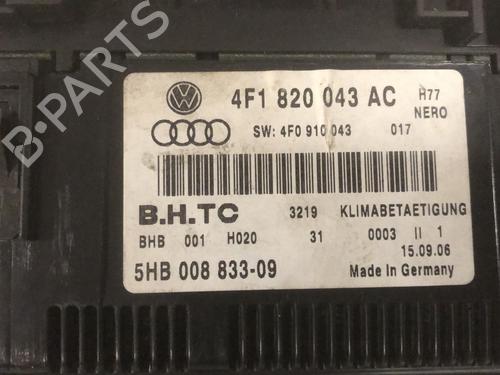 4F1 820 043 AC H77
NERO
SW: 4F0 910 043 017
B.H.TC 3219 KLIMABETAETIGUNG
BHB 001 H020 31 0003 II 1
15.09.06
5HB 008 833-09 Made in Germany
B-PARTS